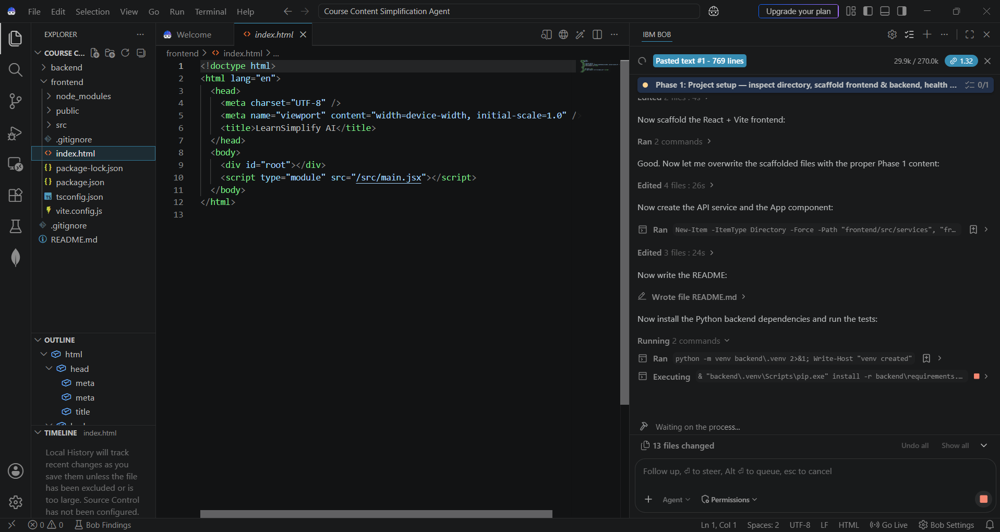 File Edit Selection View Go Run Terminal Help
Course Content Simplification Agent
Upgrade your plan
EXPLORER
COURSE C...
backend
frontend
node_modules
public
src
.gitignore
index.html
package-lock.json
package.json
TS tsconfig.json
vite.config.js
.gitignore
README.md
OUTLINE
html
head
meta
meta
title
TIMELINE index.html
Local History will track
recent changes as you
save them unless the file
has been excluded or is
too large. Source Control
has not been configured.
Welcome
index.html
frontend > index.html > ...
1 <!doctype html>
2 <html lang="en">
3 <head>
4 <meta charset="UTF-8" />
5 <meta name="viewport" content="width=device-width, initial-scale=1.0" /
6 <title>LearnSimplify AI</title>
7 </head>
8 <body>
9 <div id="root"></div>
10 <script type="module" src="/src/main.jsx"></script>
11 </body>
12 </html>
13
IBM BOB
Pasted text #1 - 769 lines
29.9k / 270.0k
1.32
Phase 1: Project setup — inspect directory, scaffold frontend & backend, health ... 0/1
Edited 2 files : 4s
Now scaffold the React + Vite frontend:
Ran 2 commands
Good. Now let me overwrite the scaffolded files with the proper Phase 1 content:
Edited 4 files : 26s
Now create the API service and the App component:
Ran New-Item -ItemType Directory -Force -Path "frontend/src/services", "fr...
Edited 3 files : 24s
Now write the README:
Wrote file README.md
Now install the Python backend dependencies and run the tests:
Running 2 commands
Ran python -m venv backend\.venv 2>&1; Write-Host "venv created"
Executing & "backend\.venv\Scripts\pip.exe" install -r backend\requirements...
Waiting on the process...
13 files changed
Undo all
Show all
Follow up, ⏎ to steer, Alt ⏎ to queue, esc to cancel
Agent
Permissions
0 0 Bob Findings
Ln 1, Col 1 Spaces: 2 UTF-8 LF HTML Go Live Bob Settings